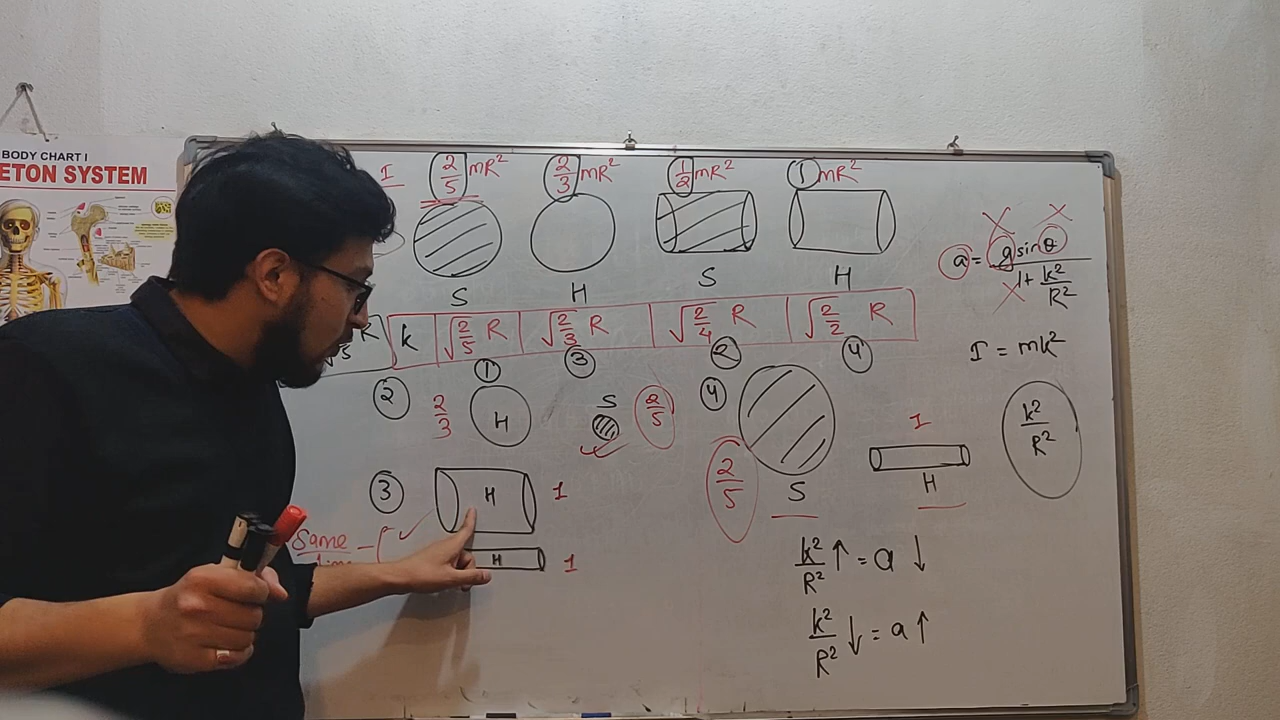 BODY CHART I
ETON SYSTEM
I 2/5 mR² 2/3 mR² 1/2 mR² 1 mR²
S H S H
R k √2/5 R √2/3 R √2/4 R √2/2 R
1 3 2 4
a = g sin θ / 1 + k²/R²
I = mk²
k²/R²
2 2/3 H S 2/5
3 H 1
Same
H 1
4 2/5 S
I
H
k²/R² ↑ = a ↓
k²/R² ↓ = a ↑